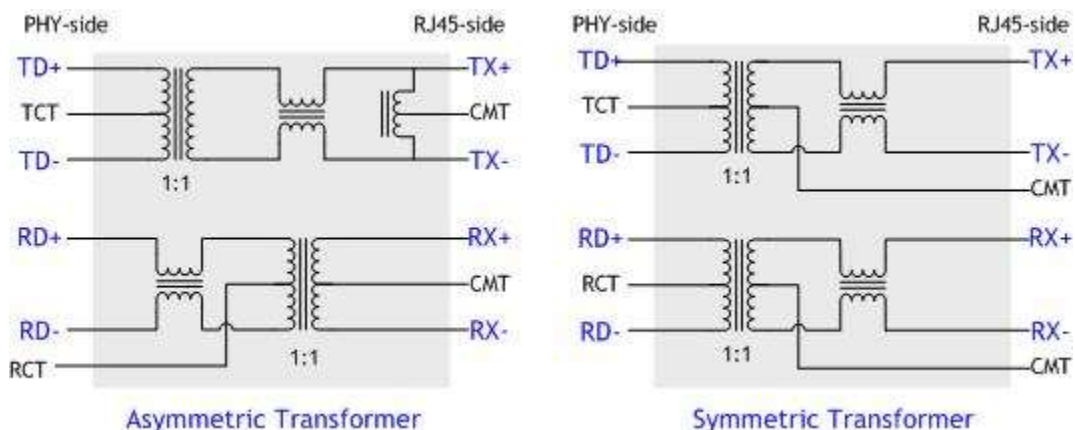 PHY-side
RJ45-side
TD+
TX+
TCT
CMT
TD-
TX-
1:1
RD+
RX+
CMT
RD-
RX-
RCT
1:1
Asymmetric Transformer
PHY-side
RJ45-side
TD+
TX+
TCT
TD-
TX-
1:1
CMT
RD+
RX+
RCT
RD-
RX-
1:1
CMT
Symmetric Transformer